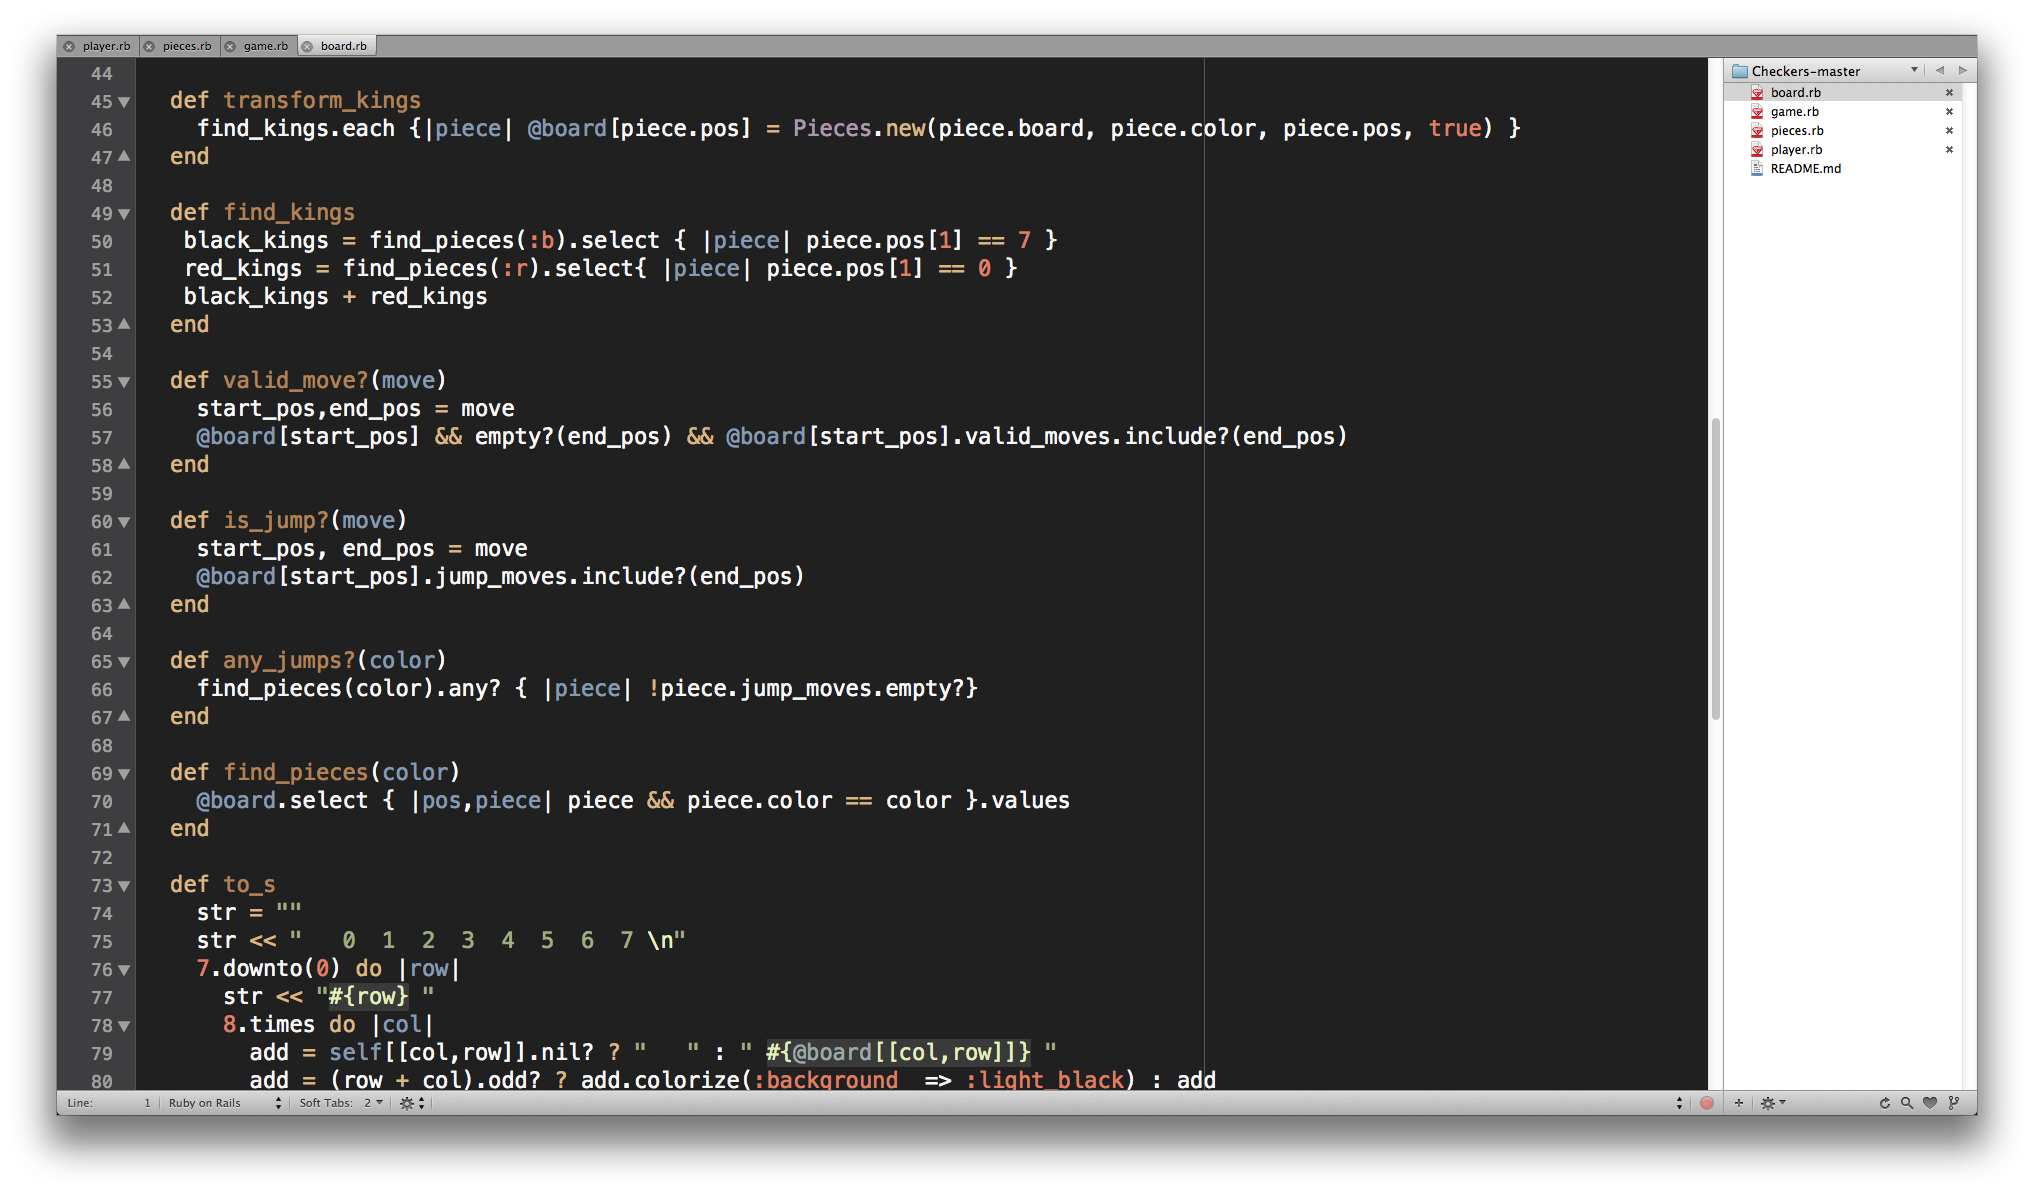 player.rb pieces.rb game.rb board.rb
Checkers-master
board.rb
game.rb
pieces.rb
player.rb
README.md
44
45 def transform_kings
46 find_kings.each {|piece| @board[piece.pos] = Pieces.new(piece.board, piece.color, piece.pos, true) }
47 end
48
49 def find_kings
50 black_kings = find_pieces(:b).select { |piece| piece.pos[1] == 7 }
51 red_kings = find_pieces(:r).select{ |piece| piece.pos[1] == 0 }
52 black_kings + red_kings
53 end
54
55 def valid_move?(move)
56 start_pos,end_pos = move
57 @board[start_pos] && empty?(end_pos) && @board[start_pos].valid_moves.include?(end_pos)
58 end
59
60 def is_jump?(move)
61 start_pos, end_pos = move
62 @board[start_pos].jump_moves.include?(end_pos)
63 end
64
65 def any_jumps?(color)
66 find_pieces(color).any? { |piece| !piece.jump_moves.empty?}
67 end
68
69 def find_pieces(color)
70 @board.select { |pos,piece| piece && piece.color == color }.values
71 end
72
73 def to_s
74 str = ""
75 str << "   0  1  2  3  4  5  6  7 \n"
76 7.downto(0) do |row|
77 str << "#{row} "
78 8.times do |col|
79 add = self[[col,row]].nil? ? "   " : " #{@board[[col,row]]} "
80 add = (row + col).odd? ? add.colorize(:background  => :light_black) : add
Line: 1 Ruby on Rails Soft Tabs: 2